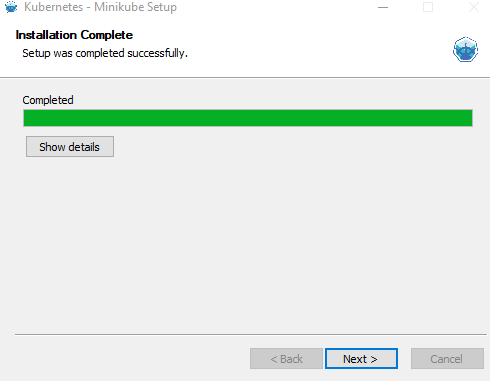 Kubernetes - Minikube Setup
Installation Complete
Setup was completed successfully.
Completed
Show details
< Back
Next >
Cancel